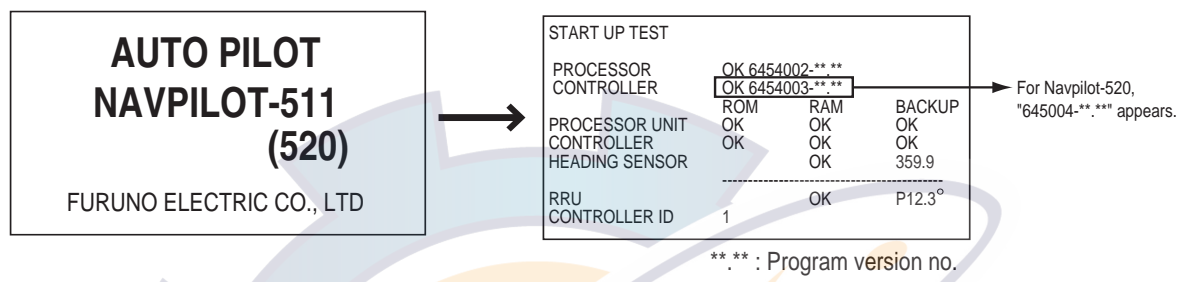 AUTO PILOT
NAVPILOT-511
(520)
FURUNO ELECTRIC CO., LTD
START UP TEST
PROCESSOR OK 6454002-**.**
CONTROLLER OK 6454003-**.**
ROM RAM BACKUP
PROCESSOR UNIT OK OK OK
CONTROLLER OK OK OK
HEADING SENSOR OK 359.9
----------------------------------------
RRU OK P12.3°
CONTROLLER ID 1
For Navpilot-520,
"645004-**.**" appears.
**.** : Program version no.